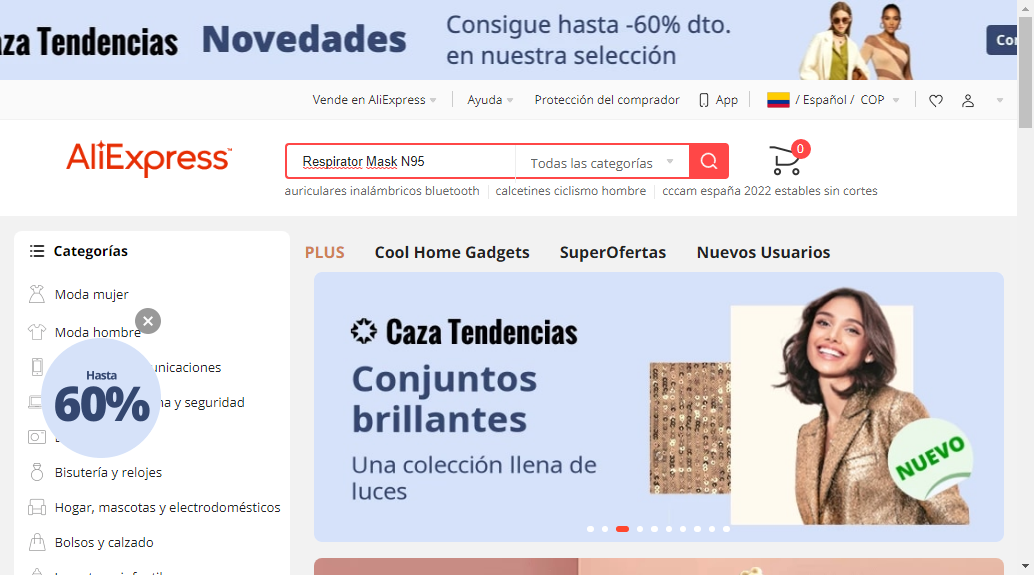 Caza Tendencias Novedades
Consigue hasta -60% dto.
en nuestra selección
Vende en AliExpress
Ayuda
Protección del comprador
App
/ Español / COP
AliExpress
Respirator Mask N95
Todas las categorías
0
auriculares inalámbricos bluetooth
calcetines ciclismo hombre
cccam españa 2022 estables sin cortes
Categorías
Moda mujer
Moda hombre
unicaciones
na y seguridad
Bisutería y relojes
Hogar, mascotas y electrodomésticos
Bolsos y calzado
Hasta
60%
PLUS
Cool Home Gadgets
SuperOfertas
Nuevos Usuarios
Caza Tendencias
Conjuntos
brillantes
Una colección llena de
luces
NUEVO